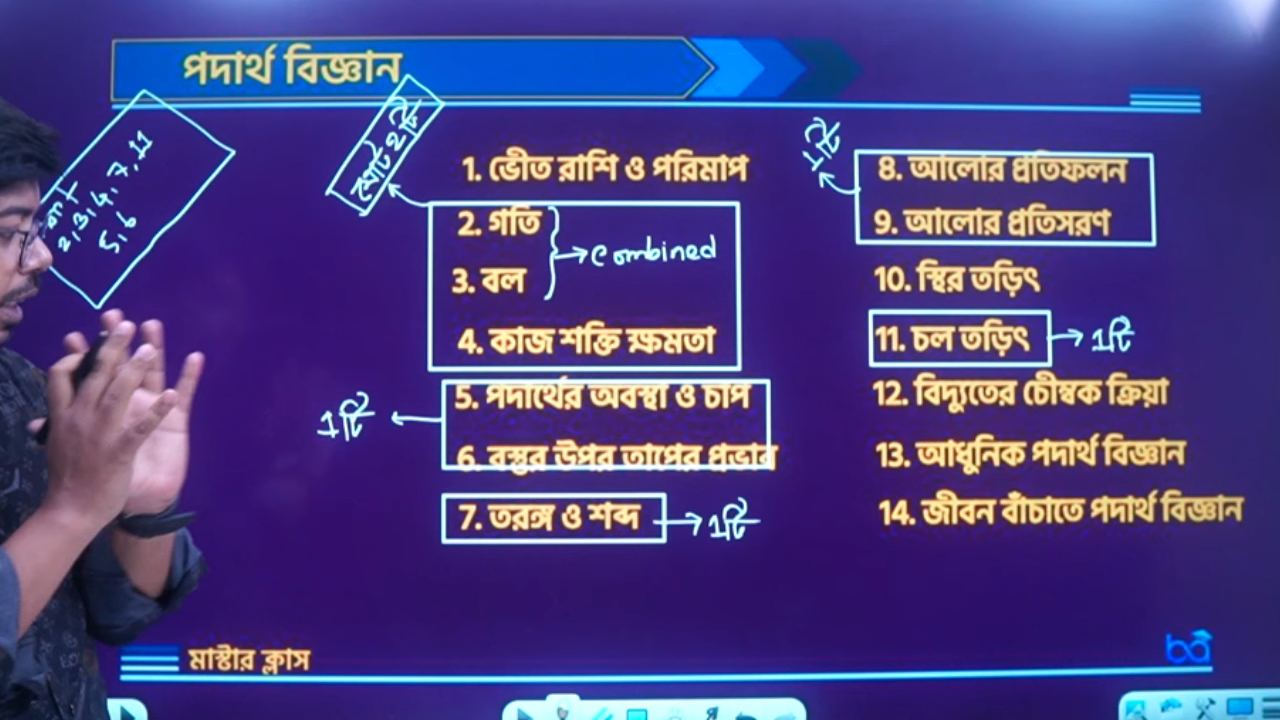 পদার্থ বিজ্ঞান
2,3,4,7,11
5,6
মোট 2টি
1. ভৌত রাশি ও পরিমাপ
2. গতি
3. বল
combined
4. কাজ শক্তি ক্ষমতা
5. পদার্থের অবস্থা ও চাপ
1টি
6. বস্তুর উপর তাপের প্রভাব
7. তরঙ্গ ও শব্দ
1টি
1টি
8. আলোর প্রতিফলন
9. আলোর প্রতিসরণ
10. স্থির তড়িৎ
11. চল তড়িৎ
1টি
12. বিদ্যুতের চৌম্বক ক্রিয়া
13. আধুনিক পদার্থ বিজ্ঞান
14. জীবন বাঁচাতে পদার্থ বিজ্ঞান
মাস্টার ক্লাস